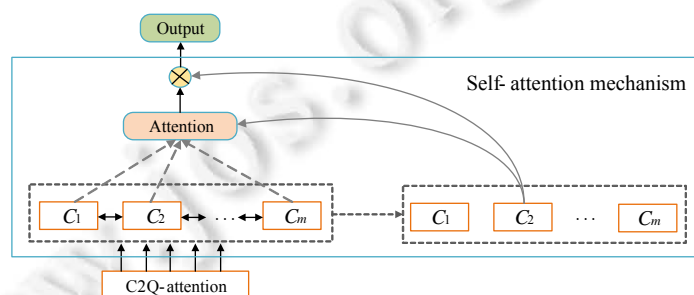 Output
Self- attention mechanism
Attention
C1 C2 ... Cm
C1 C2 ... Cm
C2Q- attention